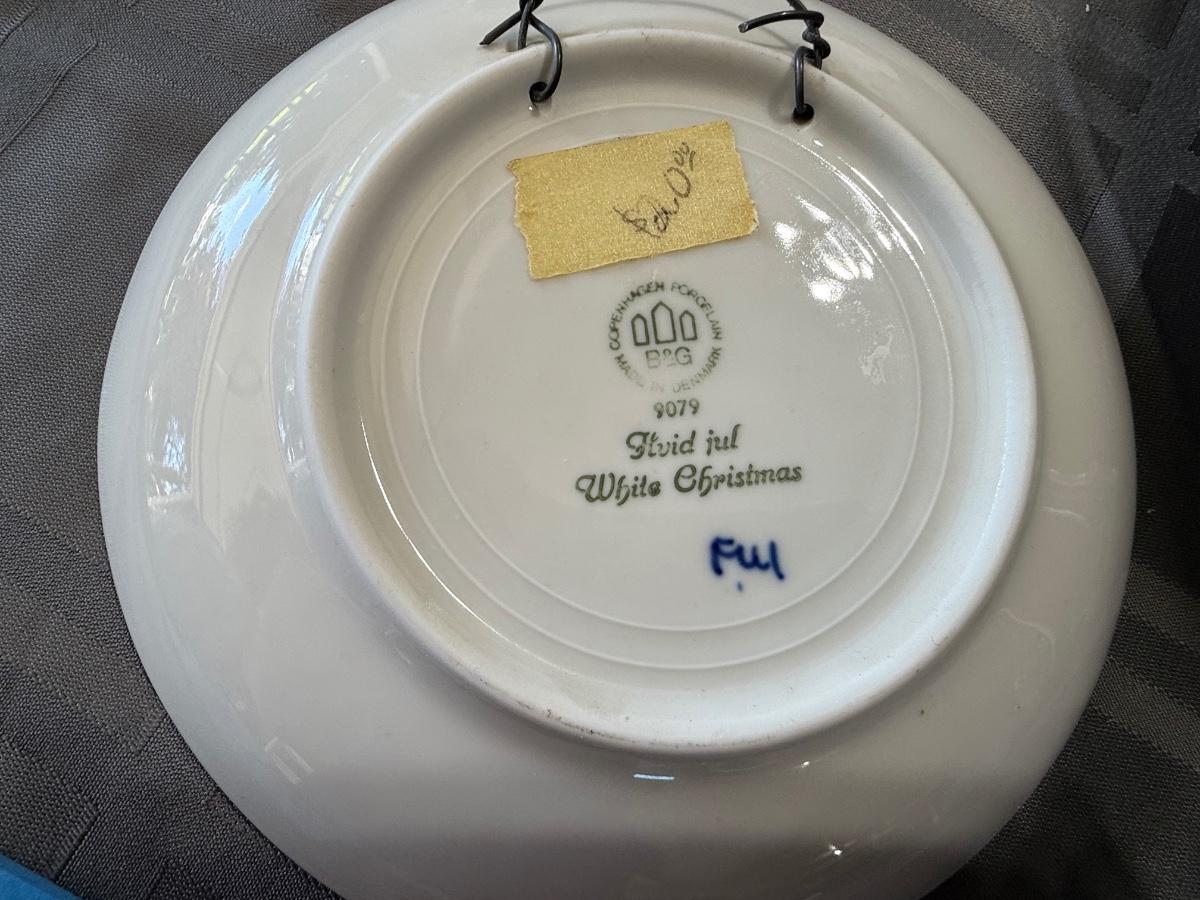 COPENHAGEN PORCELAIN
B&G
MADE IN DENMARK
9079
Hvid jul
White Christmas